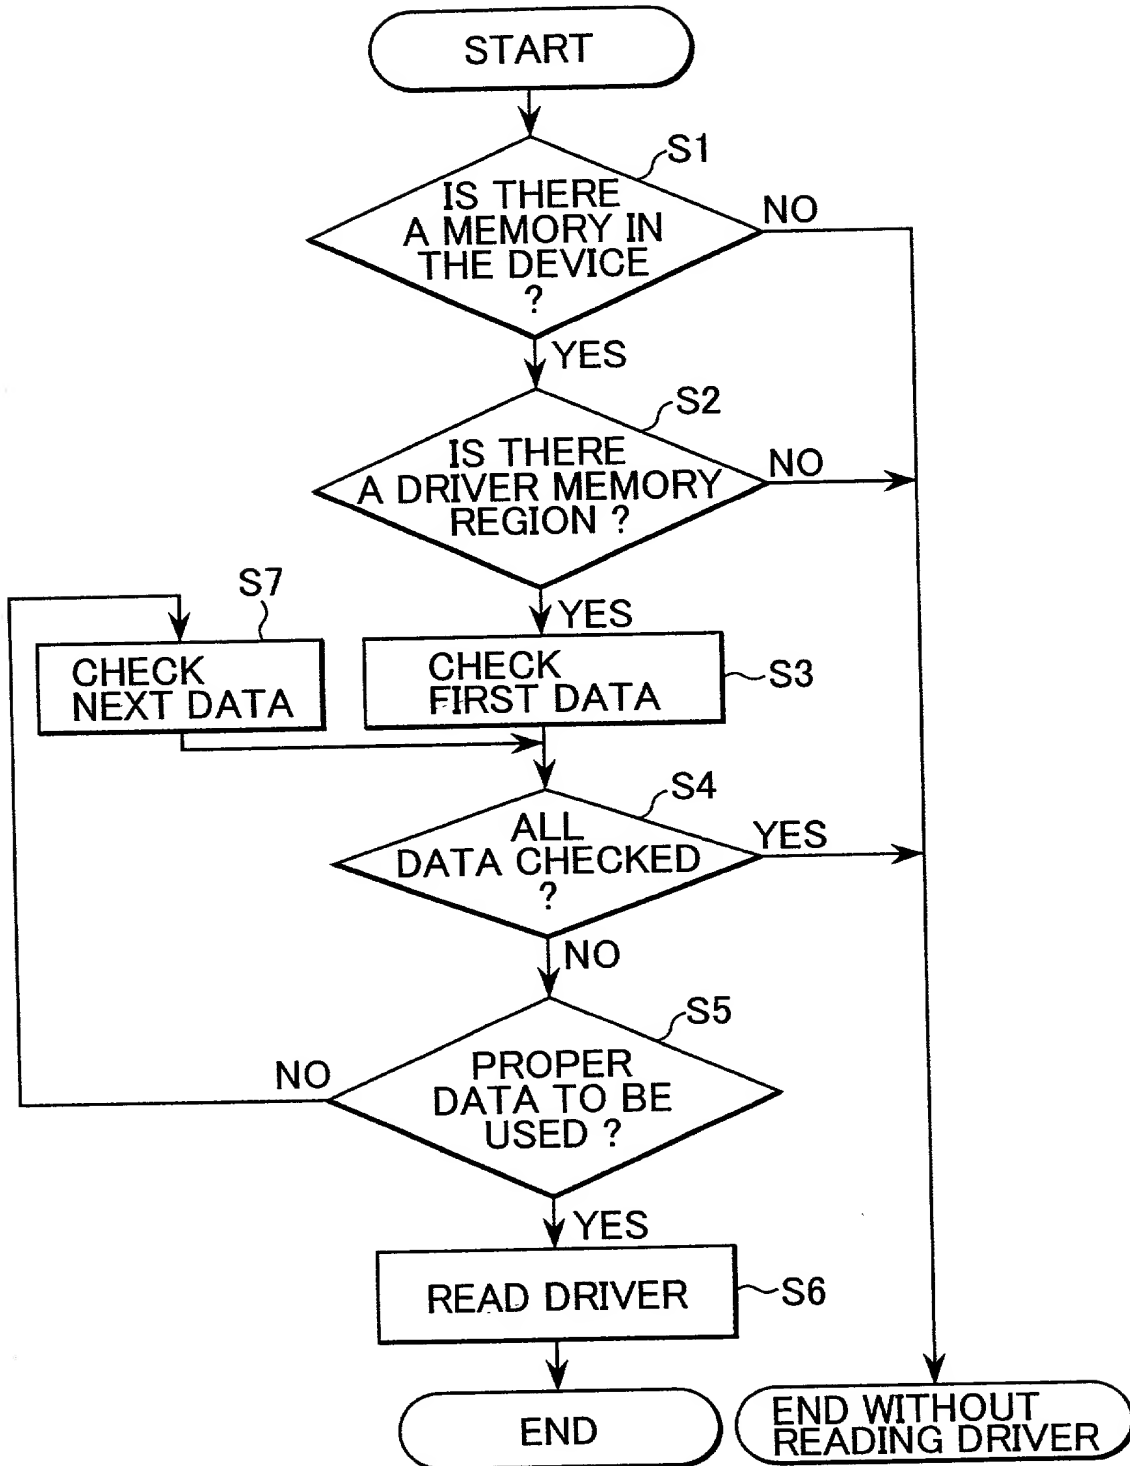 START
S1
IS THERE
A MEMORY IN
THE DEVICE
?
NO
YES
S2
IS THERE
A DRIVER MEMORY
REGION ?
NO
YES
S7
CHECK
NEXT DATA
CHECK
FIRST DATA
S3
S4
ALL
DATA CHECKED
?
YES
NO
S5
PROPER
DATA TO BE
USED ?
NO
YES
READ DRIVER
S6
END
END WITHOUT
READING DRIVER